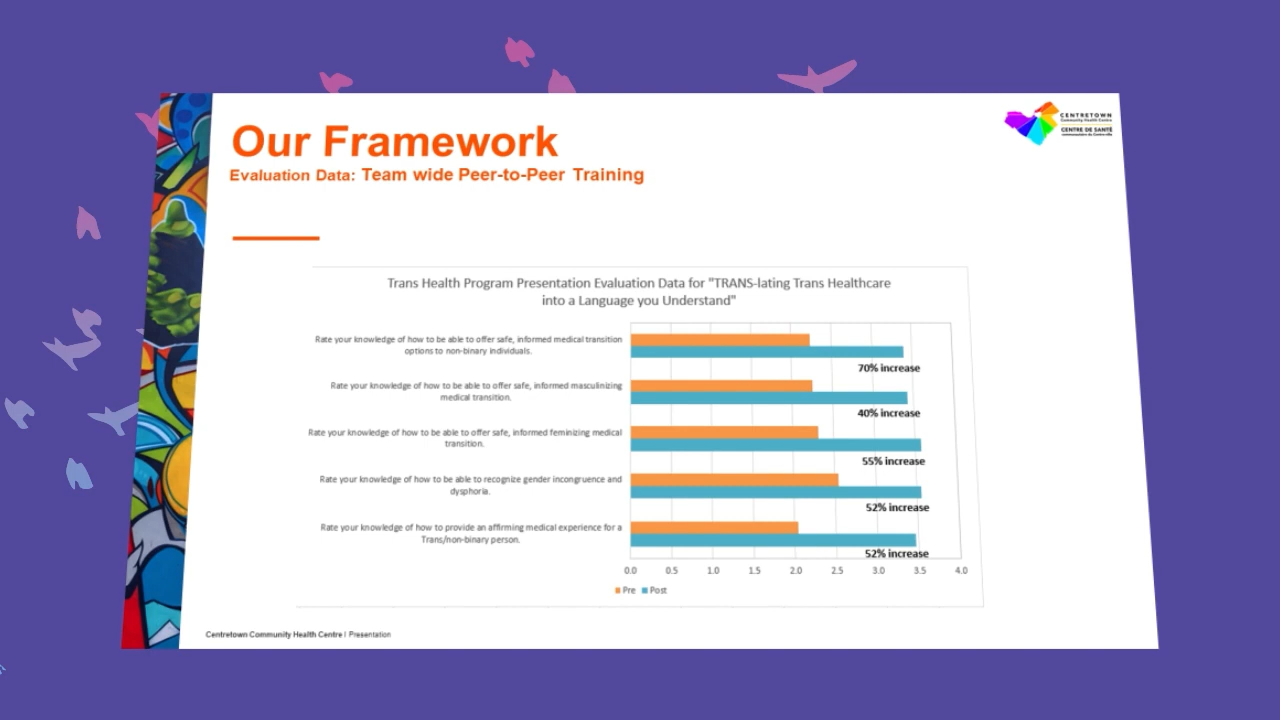 Our Framework
Evaluation Data: Team wide Peer-to-Peer Training
CENTRETOWN
Community Health Centre
CENTRE DE SANTÉ
communautaire du Centre-ville
Trans Health Program Presentation Evaluation Data for "TRANS-lating Trans Healthcare
into a Language you Understand"
Rate your knowledge of how to be able to offer safe, informed medical transition
options to non-binary individuals.
70% increase
Rate your knowledge of how to be able to offer safe, informed masculinizing
medical transition.
40% increase
Rate your knowledge of how to be able to offer safe, informed feminizing medical
transition.
55% increase
Rate your knowledge of how to be able to recognize gender incongruence and
dysphoria.
52% increase
Rate your knowledge of how to provide an affirming medical experience for a
Trans/non-binary person.
52% increase
0.0 0.5 1.0 1.5 2.0 2.5 3.0 3.5 4.0
Pre Post
Centretown Community Health Centre | Presentation